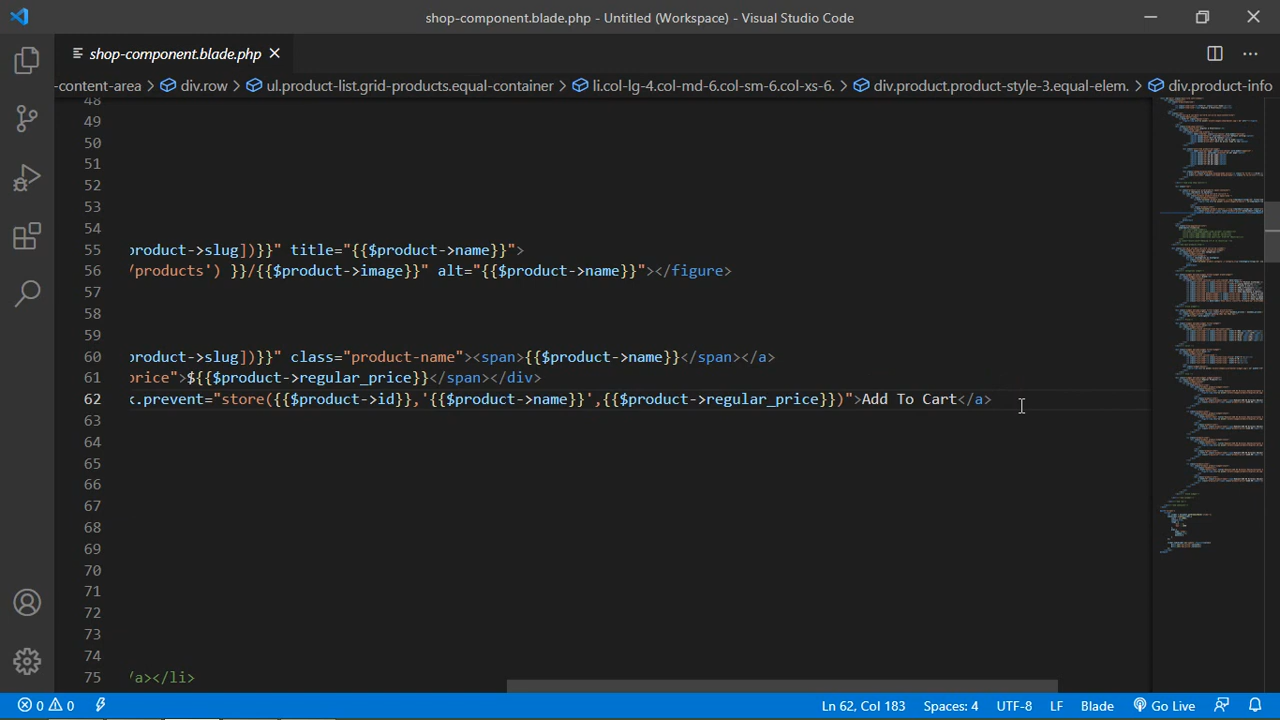 shop-component.blade.php - Untitled (Workspace) - Visual Studio Code
shop-component.blade.php
-content-area > div.row > ul.product-list.grid-products.equal-container > li.col-lg-4.col-md-6.col-sm-6.col-xs-6. > div.product.product-style-3.equal-elem. > div.product-info
48
49
50
51
52
53
54
55 product->slug])}}" title="{{$product->name}}">
56 /products') }}/{{$product->image}}" alt="{{$product->name}}"></figure>
57
58
59
60 product->slug])}}" class="product-name"><span>{{$product->name}}</span></a>
61 price">${{$product->regular_price}}</span></div>
62 k.prevent="store({{$product->id}},'{{$product->name}}',{{$product->regular_price}})">Add To Cart</a>
63
64
65
66
67
68
69
70
71
72
73
74
75 /a></li>
0 0 Ln 62, Col 183 Spaces: 4 UTF-8 LF Blade Go Live